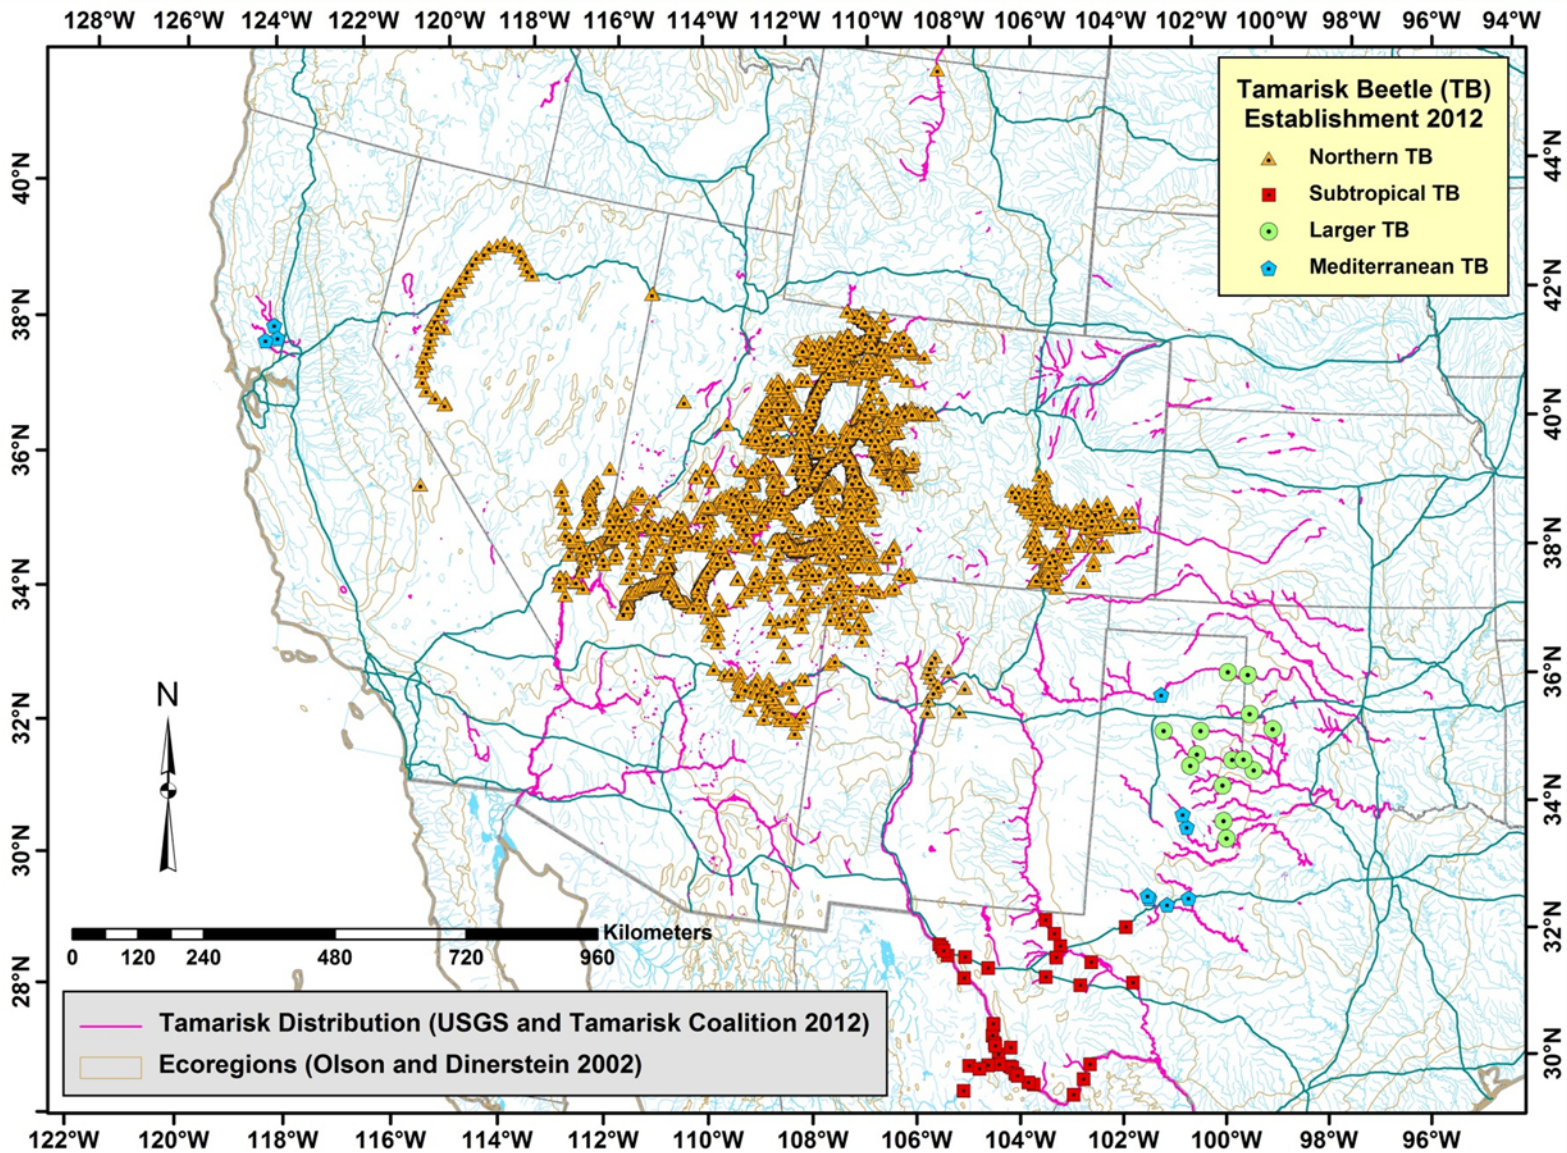 128°W 126°W 124°W 122°W 120°W 118°W 116°W 114°W 112°W 110°W 108°W 106°W 104°W 102°W 100°W 98°W 96°W 94°W
Tamarisk Beetle (TB)
Establishment 2012
Northern TB
Subtropical TB
Larger TB
Mediterranean TB
40°N
38°N
36°N
34°N
32°N
30°N
28°N
44°N
42°N
40°N
38°N
36°N
34°N
32°N
30°N
N
Kilometers
0 120 240 480 720 960
Tamarisk Distribution (USGS and Tamarisk Coalition 2012)
Ecoregions (Olson and Dinerstein 2002)
122°W 120°W 118°W 116°W 114°W 112°W 110°W 108°W 106°W 104°W 102°W 100°W 98°W 96°W